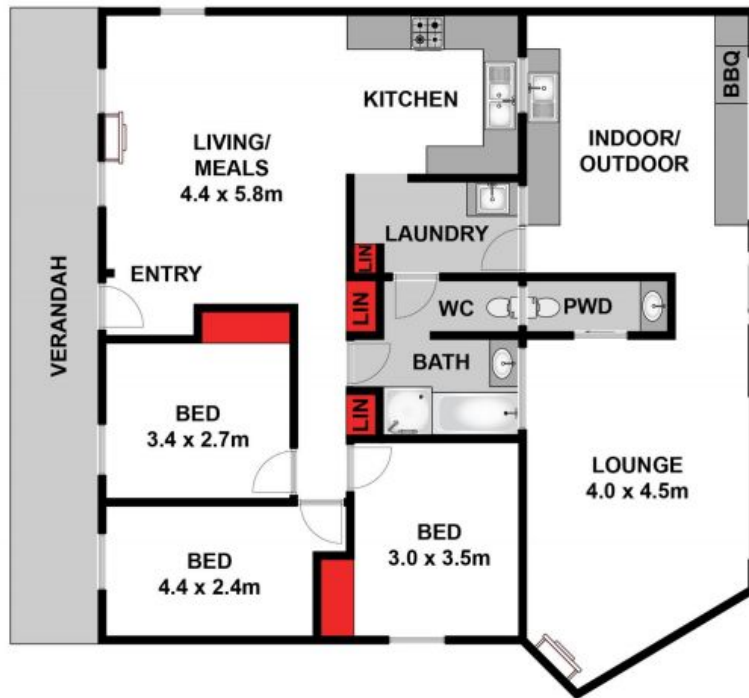 KITCHEN
BBQ
LIVING/
MEALS
4.4 x 5.8m
INDOOR/
OUTDOOR
LAUNDRY
LIN
ENTRY
LIN
WC
PWD
VERANDAH
BATH
LIN
BED
3.4 x 2.7m
LOUNGE
4.0 x 4.5m
BED
3.0 x 3.5m
BED
4.4 x 2.4m